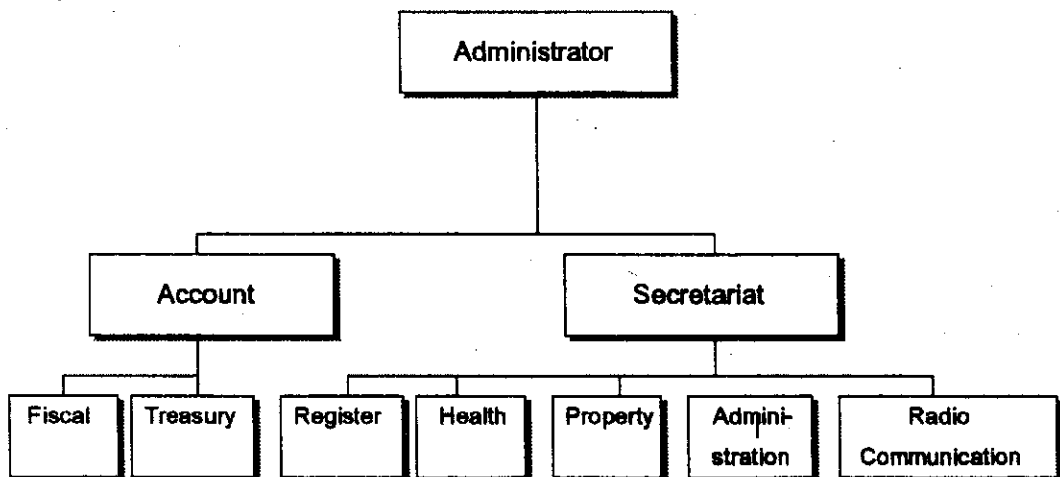 Administrator
Account
Secretariat
Fiscal
Treasury
Register
Health
Property
Admini-
stration
Radio
Communication